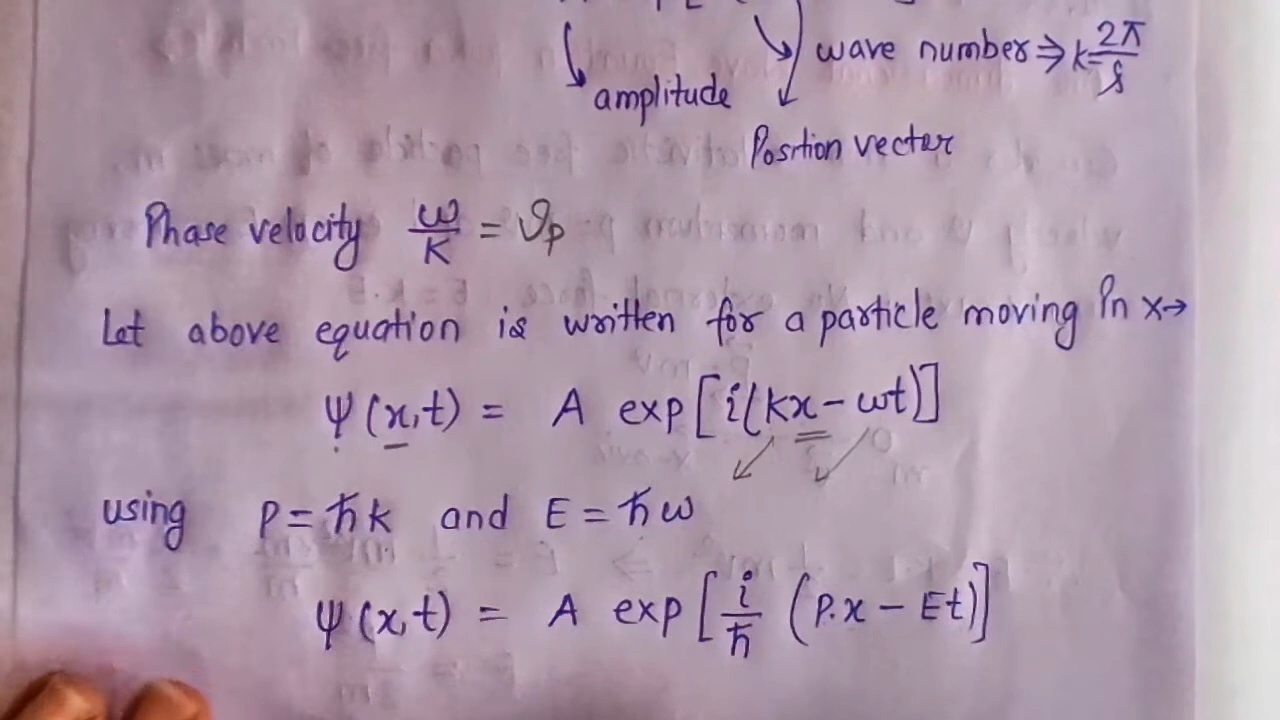 wave number ⇒ k = 2π/λ
amplitude
Position vector
Phase velocity ω/K = ϑp
Let above equation is written for a particle moving in x→
Ψ (x,t) = A exp[i(kx - ωt)]
using P = ħk and E = ħω
Ψ (x,t) = A exp[i/ħ (P.x - Et)]